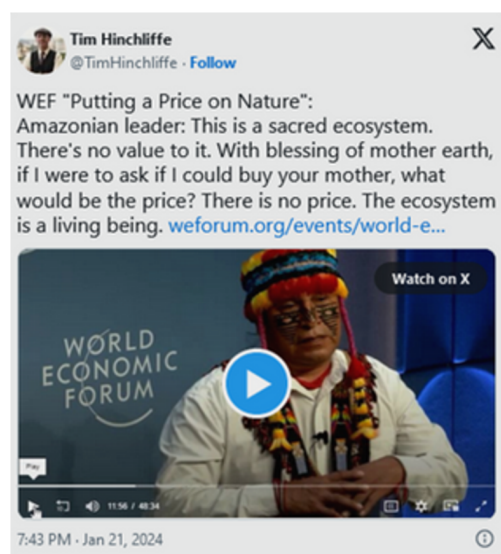 Tim Hinchliffe
@TimHinchliffe · Follow
WEF "Putting a Price on Nature":
Amazonian leader: This is a sacred ecosystem.
There's no value to it. With blessing of mother earth,
if I were to ask if I could buy your mother, what
would be the price? There is no price. The ecosystem
is a living being. weforum.org/events/world-e...
Watch on X
WORLD
ECONOMIC
FORUM
Play
11:56 / 48:34
7:43 PM · Jan 21, 2024